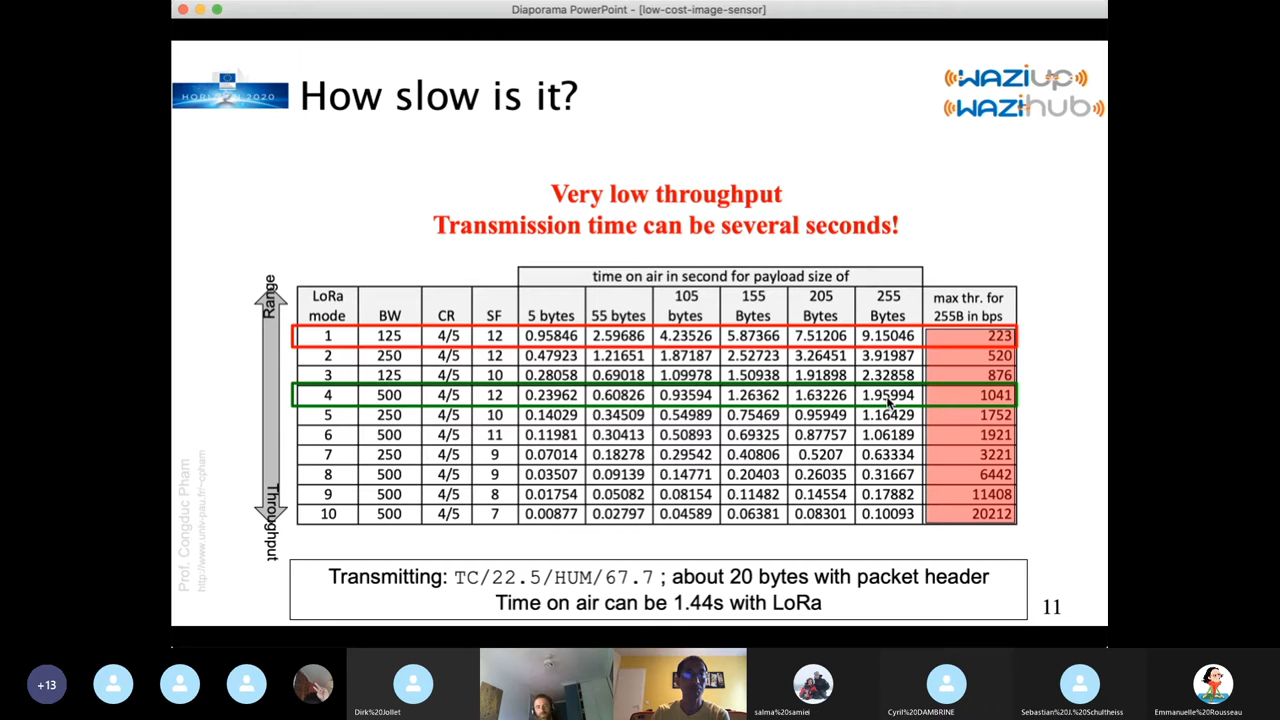 Diaporama PowerPoint - [low-cost-image-sensor]
HORIZON 2020
How slow is it?
WAZIUP
WAZIhub
Very low throughput
Transmission time can be several seconds!
time on air in second for payload size of
LoRa mode BW CR SF 5 bytes 55 bytes 105 bytes 155 Bytes 205 Bytes 255 Bytes max thr. for 255B in bps
1 125 4/5 12 0.95846 2.59686 4.23526 5.87366 7.51206 9.15046 223
2 250 4/5 12 0.47923 1.21651 1.87187 2.52723 3.26451 3.91987 520
3 125 4/5 10 0.28058 0.69018 1.09978 1.50938 1.91898 2.32858 876
4 500 4/5 12 0.23962 0.60826 0.93594 1.26362 1.63226 1.95994 1041
5 250 4/5 10 0.14029 0.34509 0.54989 0.75469 0.95949 1.16429 1752
6 500 4/5 11 0.11981 0.30413 0.50893 0.69325 0.87757 1.06189 1921
7 250 4/5 9 0.07014 0.18278 0.29542 0.40806 0.5207 0.63334 3221
8 500 4/5 9 0.03507 0.09139 0.14771 0.20403 0.26035 0.31667 6442
9 500 4/5 8 0.01754 0.05082 0.08154 0.11482 0.14554 0.17882 11408
10 500 4/5 7 0.00877 0.02797 0.04589 0.06381 0.08301 0.10093 20212
Range
Throughput
Prof. Congduc Pham
http://www.univ-pau.fr/~cpham
Transmitting: TC/22.5/HUM/67.7 ; about 20 bytes with packet header
Time on air can be 1.44s with LoRa
11
+13
Dirk%20Jollet
salma%20samiei
Cyril%20DAMBRINE
Sebastian%20J.%20Schultheiss
Emmanuelle%20Rousseau